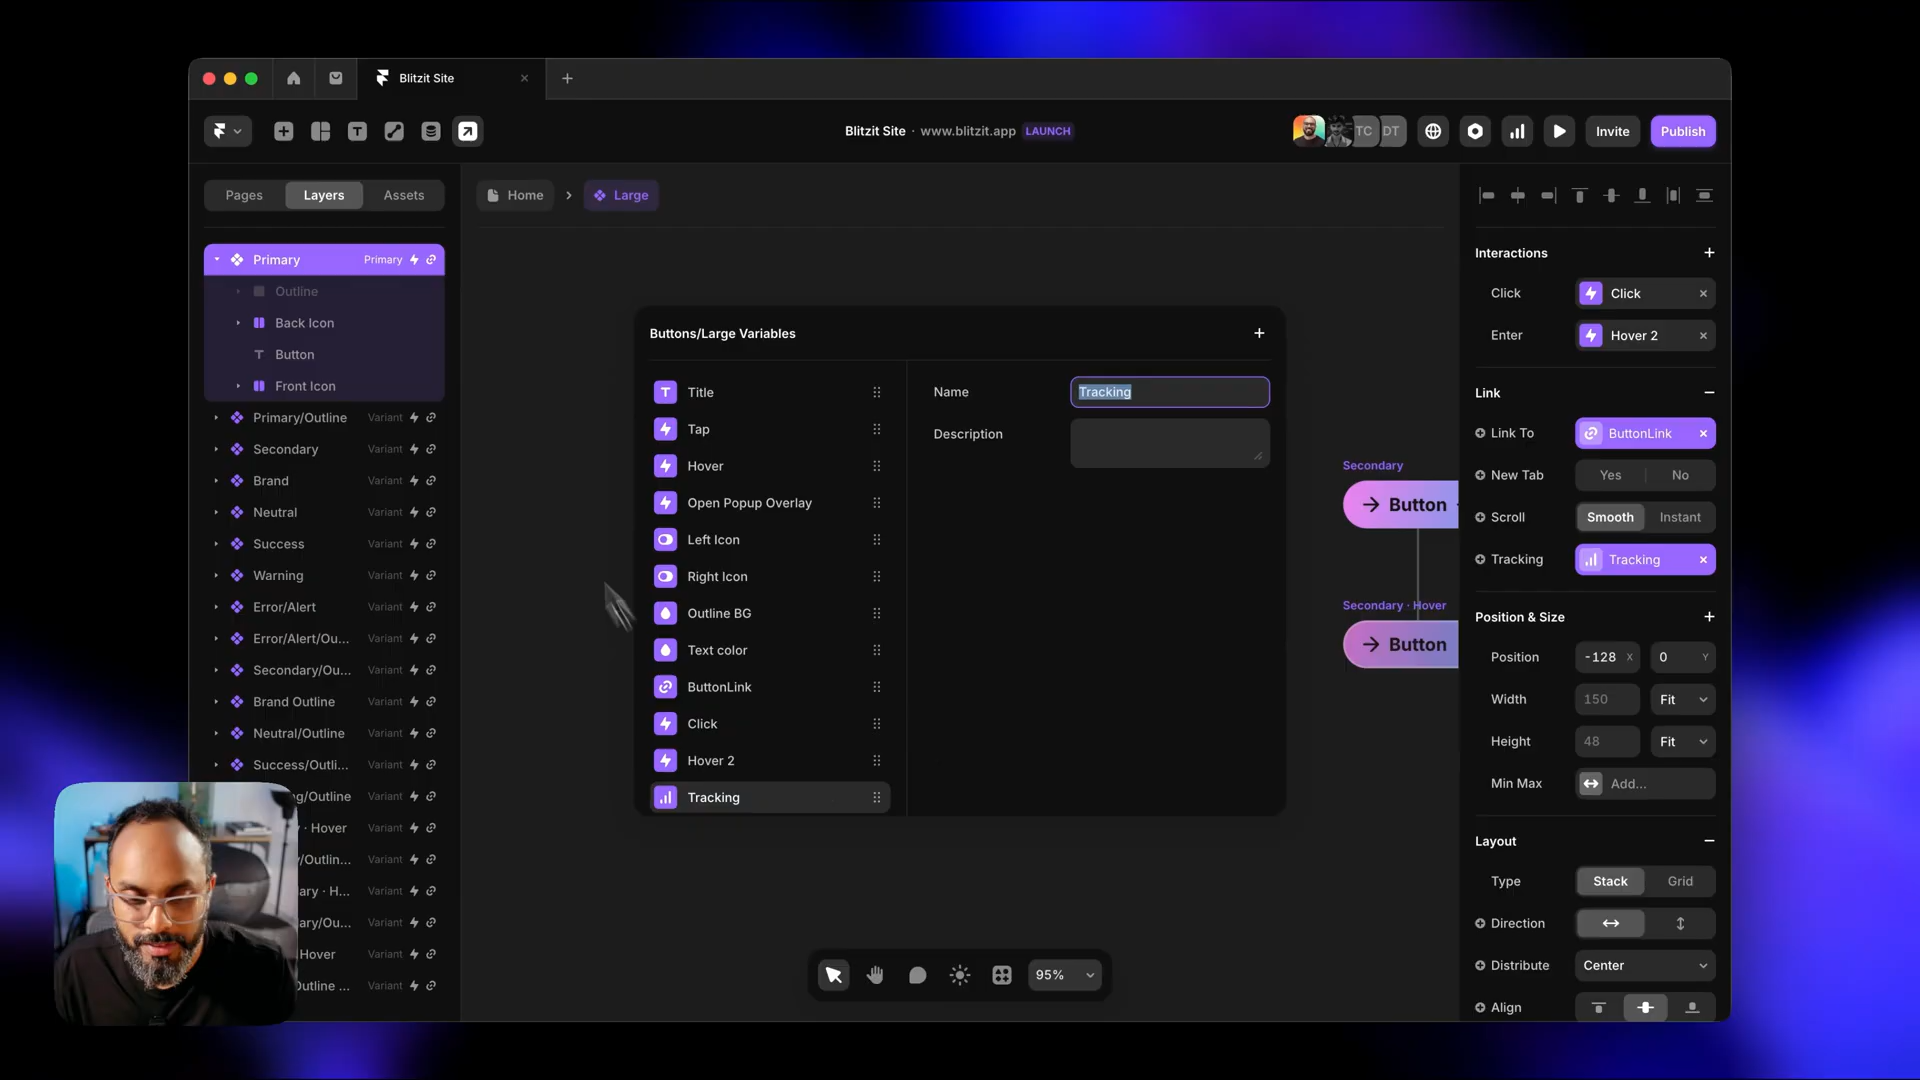 Blitzit Site
Blitzit Site · www.blitzit.app LAUNCH
TC DT
Invite
Publish
Pages Layers Assets
Home Large
Primary Primary
Outline
Back Icon
Button
Front Icon
Primary/Outline Variant
Secondary Variant
Brand Variant
Neutral Variant
Success Variant
Warning Variant
Error/Alert Variant
Error/Alert/Ou... Variant
Secondary/Ou... Variant
Brand Outline Variant
Neutral/Outline Variant
Success/Outli... Variant
ng/Outline Variant
y · Hover Variant
y/Outlin... Variant
ary · H... Variant
ary/Ou... Variant
Hover Variant
Outline ... Variant
Buttons/Large Variables
Title
Tap
Hover
Open Popup Overlay
Left Icon
Right Icon
Outline BG
Text color
ButtonLink
Click
Hover 2
Tracking
Name Tracking
Description
Secondary
Button
Secondary · Hover
Button
95%
Interactions
Click Click
Enter Hover 2
Link
Link To ButtonLink
New Tab Yes No
Scroll Smooth Instant
Tracking Tracking
Position & Size
Position -128 X 0 Y
Width 150 Fit
Height 48 Fit
Min Max Add...
Layout
Type Stack Grid
Direction
Distribute Center
Align